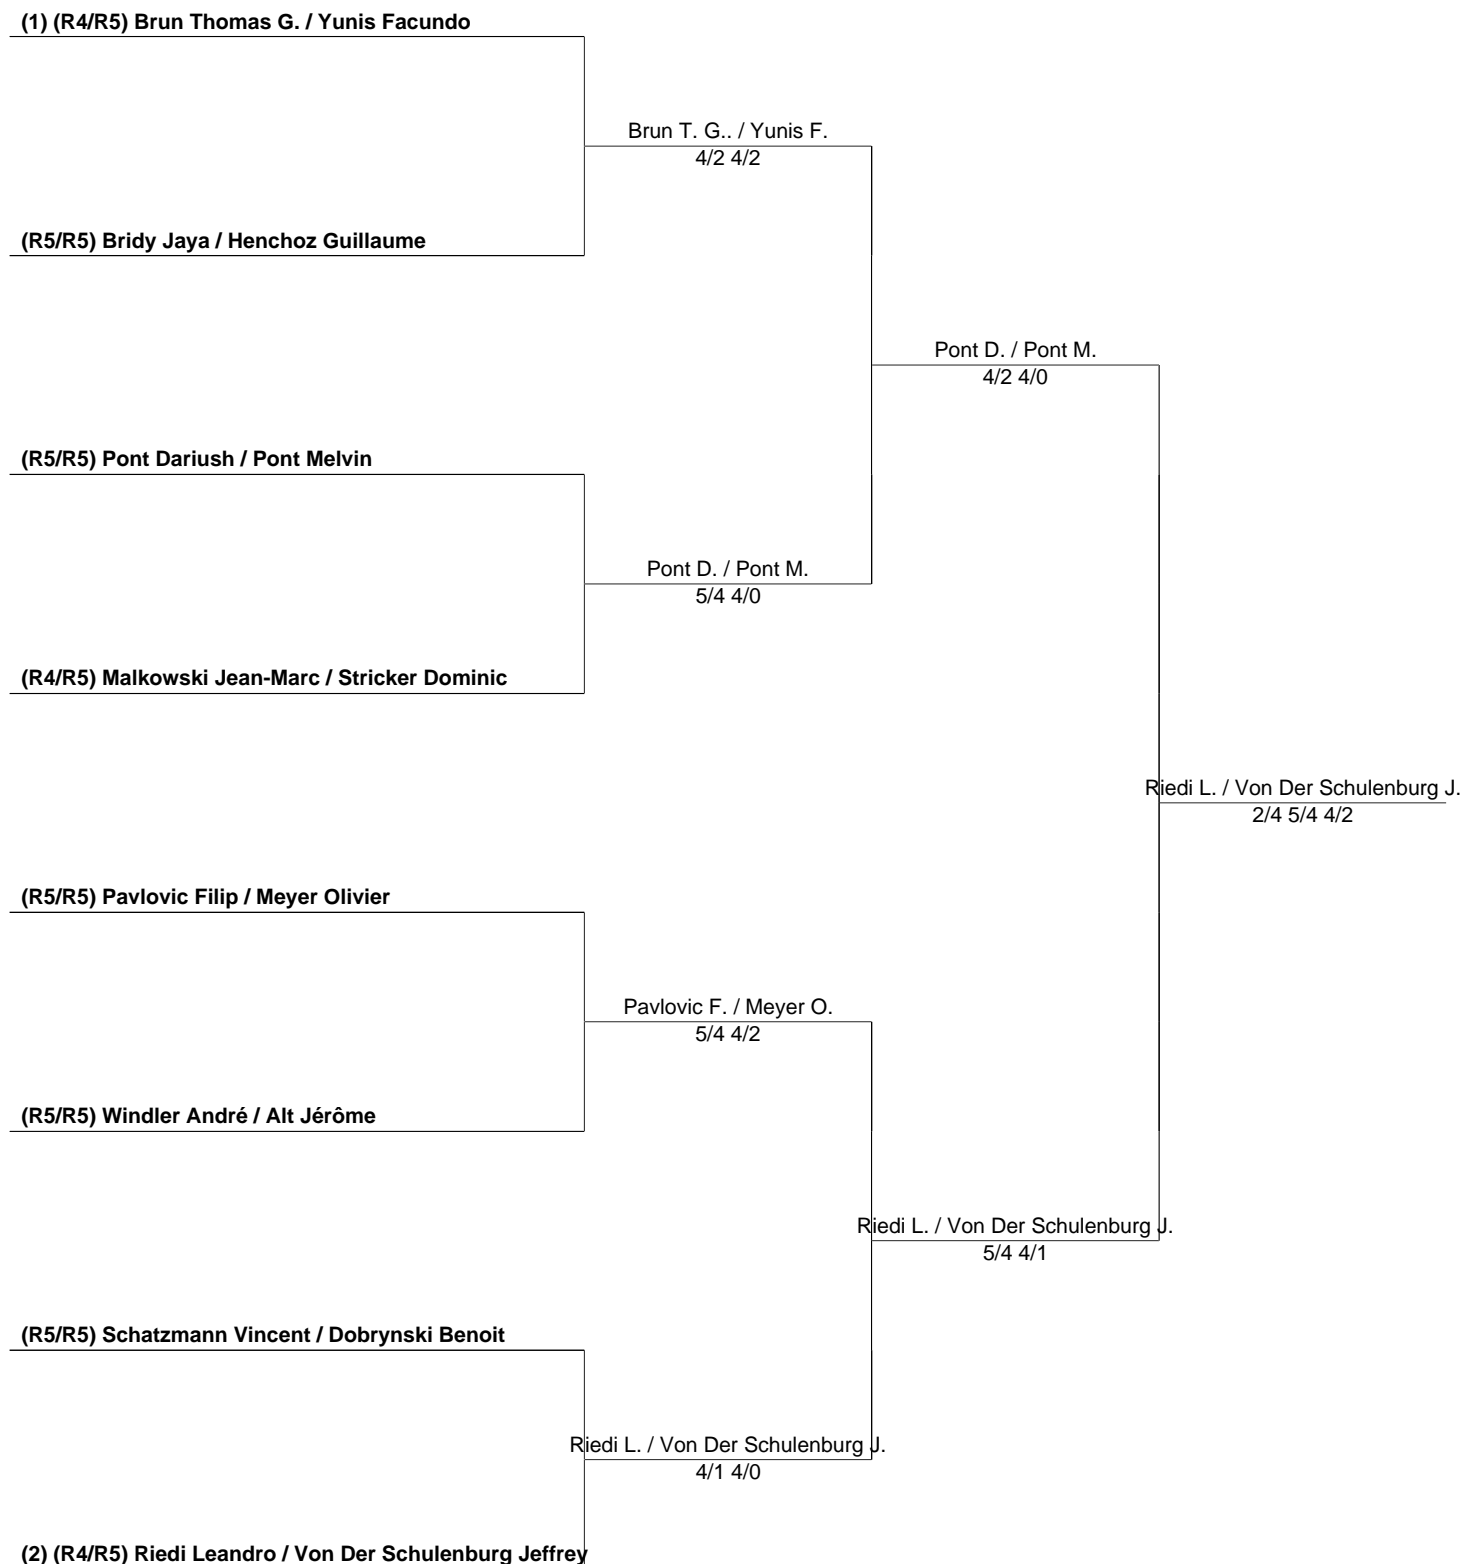 (1) (R4/R5) Brun Thomas G. / Yunis Facundo
Brun T. G.. / Yunis F.
4/2 4/2
(R5/R5) Bridy Jaya / Henchoz Guillaume
Pont D. / Pont M.
4/2 4/0
(R5/R5) Pont Dariush / Pont Melvin
Pont D. / Pont M.
5/4 4/0
(R4/R5) Malkowski Jean-Marc / Stricker Dominic
Riedi L. / Von Der Schulenburg J.
2/4 5/4 4/2
(R5/R5) Pavlovic Filip / Meyer Olivier
Pavlovic F. / Meyer O.
5/4 4/2
(R5/R5) Windler André / Alt Jérôme
Riedi L. / Von Der Schulenburg J.
5/4 4/1
(R5/R5) Schatzmann Vincent / Dobrynski Benoit
Riedi L. / Von Der Schulenburg J.
4/1 4/0
(2) (R4/R5) Riedi Leandro / Von Der Schulenburg Jeffrey